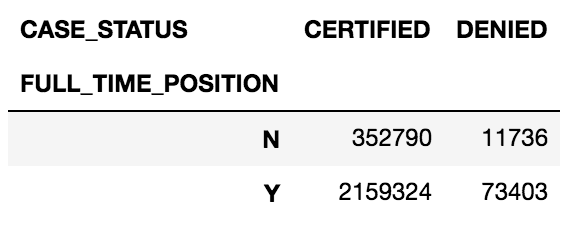 CASE_STATUS CERTIFIED DENIED
FULL_TIME_POSITION
N 352790 11736
Y 2159324 73403